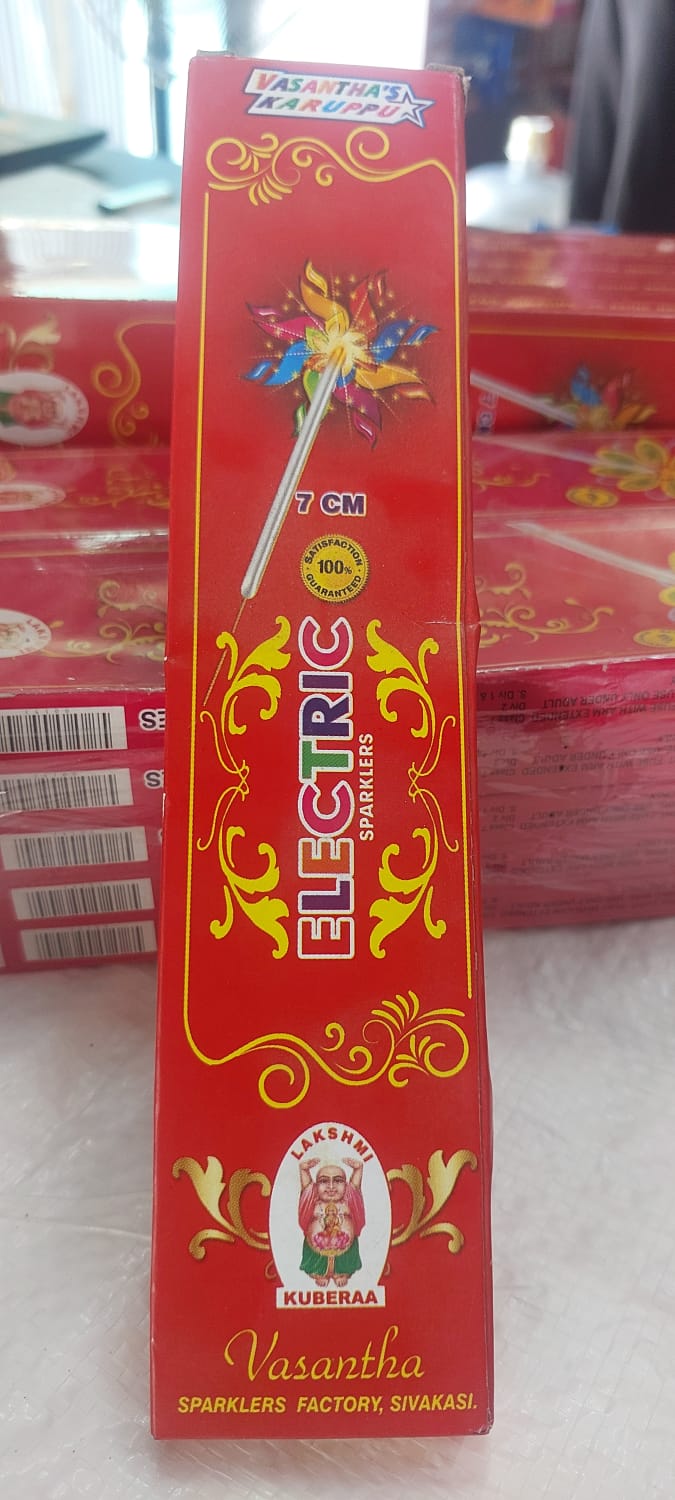 VASANTHA'S
KARUPPU
7 CM
SATISFACTION
100%
GUARANTEED
ELECTRIC
SPARKLERS
LAKSHMI
KUBERAA
Vasantha
SPARKLERS FACTORY, SIVAKASI.